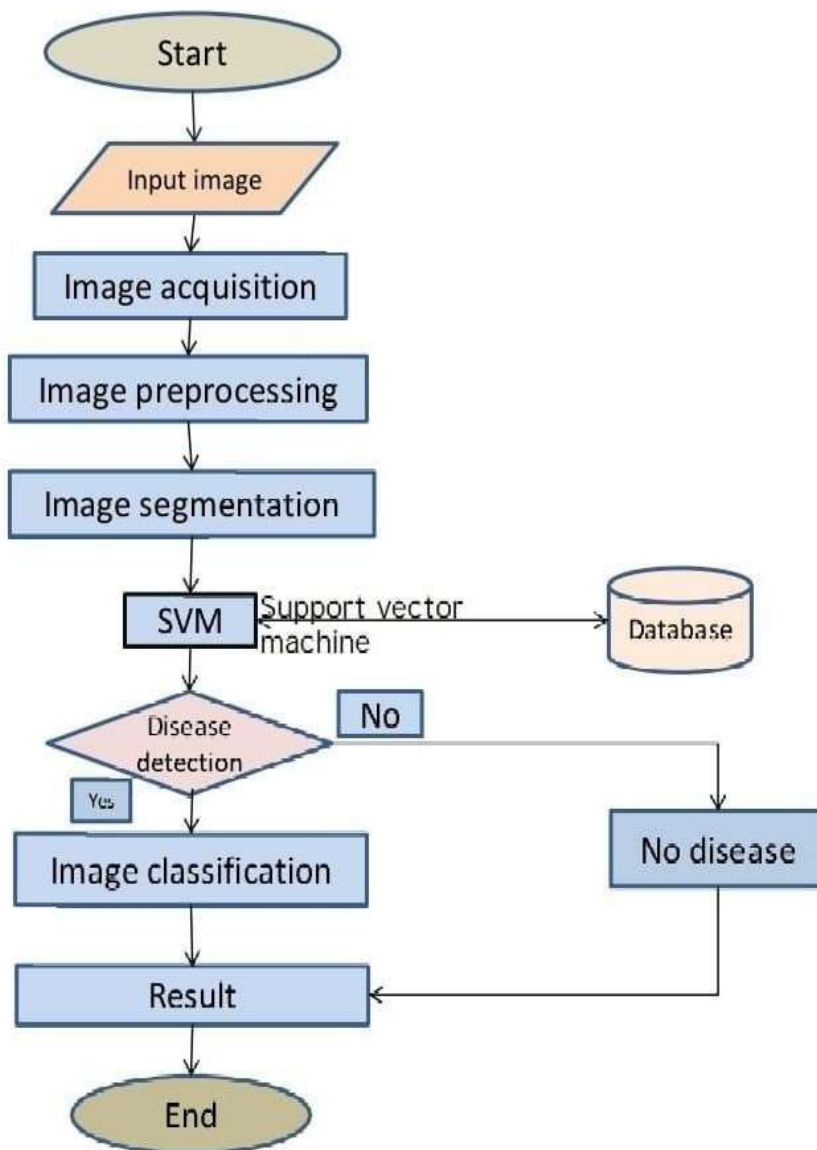 Start
Input image
Image acquisition
Image preprocessing
Image segmentation
SVM
Support vector
machine
Database
Disease
detection
No
Yes
No disease
Image classification
Result
End